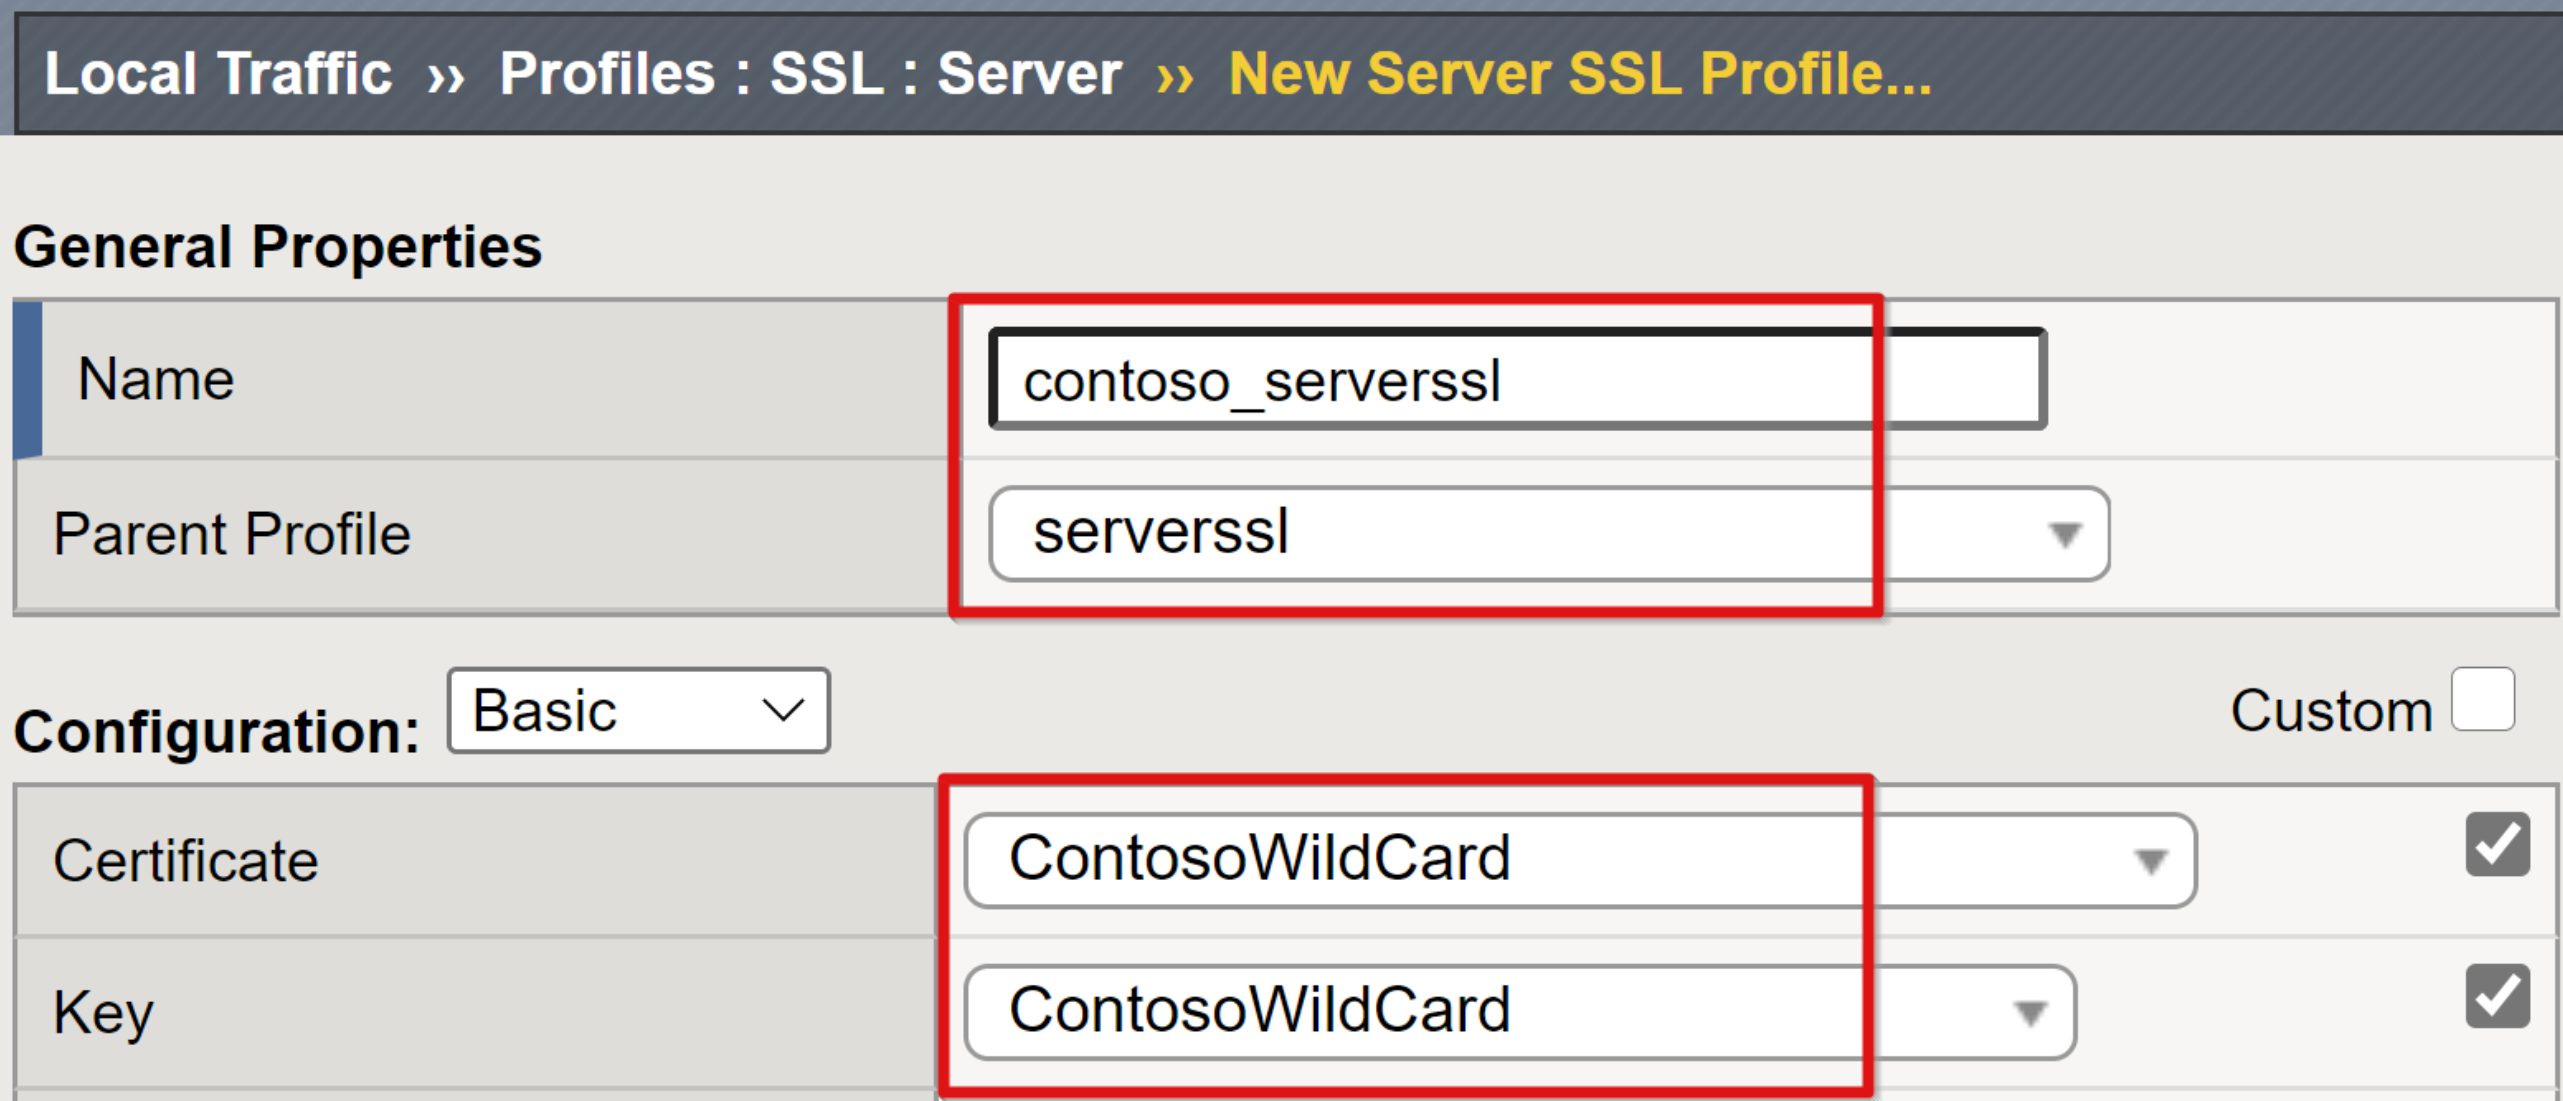 Local Traffic ›› Profiles : SSL : Server ›› New Server SSL Profile...
General Properties
Name contoso_serverssl
Parent Profile serverssl
Configuration: Basic Custom
Certificate ContosoWildCard
Key ContosoWildCard